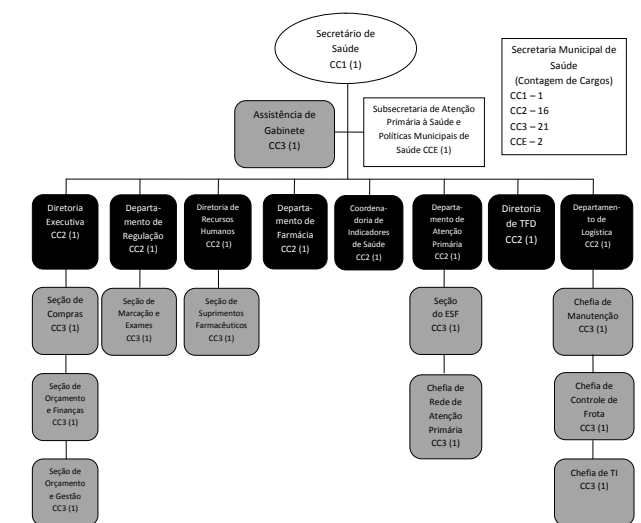 Secretário de
Saúde
CC1 (1)
Secretaria Municipal de
Saúde
(Contagem de Cargos)
CC1 – 1
CC2 – 16
CC3 – 21
CCE – 2
Assistência de
Gabinete
CC3 (1)
Subsecretaria de Atenção
Primária à Saúde e
Políticas Municipais de
Saúde CCE (1)
Diretoria
Executiva
CC2 (1)
Departa-
mento de
Regulação
CC2 (1)
Diretoria de
Recursos
Humanos
CC2 (1)
Departa-
mento de
Farmácia
CC2 (1)
Coordena-
doria de
Indicadores
de Saúde
CC2 (1)
Departa-
mento de
Atenção
Primária
CC2 (1)
Diretoria
de TFD
CC2 (1)
Departamen-
to de
Logística
CC2 (1)
Seção de
Compras
CC3 (1)
Seção de
Marcação e
Exames
CC3 (1)
Seção de
Suprimentos
Farmacêuticos
CC3 (1)
Seção
do ESF
CC3 (1)
Chefia de
Manutenção
CC3 (1)
Seção de
Orçamento
e Finanças
CC3 (1)
Chefia de
Rede de
Atenção
Primária
CC3 (1)
Chefia de
Controle de
Frota
CC3 (1)
Seção de
Orçamento
e Gestão
CC3 (1)
Chefia de TI
CC3 (1)